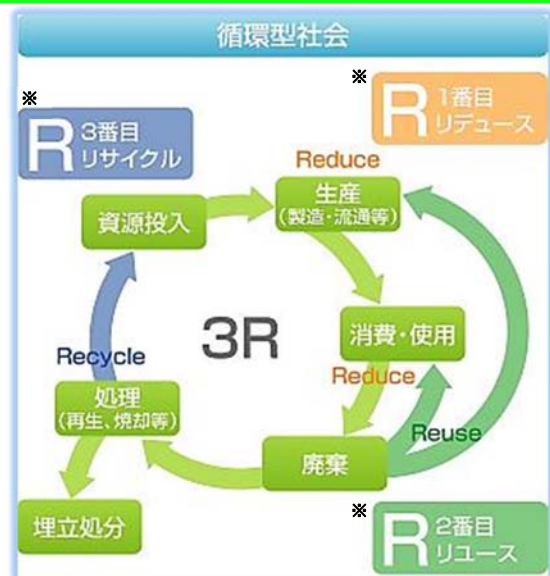 循環型社会
※
R 3番目
リサイクル
※
R 1番目
リデュース
Reduce
生産
(製造・流通等)
資源投入
3R
消費・使用
Reduce
Recycle
処理
(再生、焼却等)
Reuse
廃棄
埋立処分
※
R 2番目
リユース